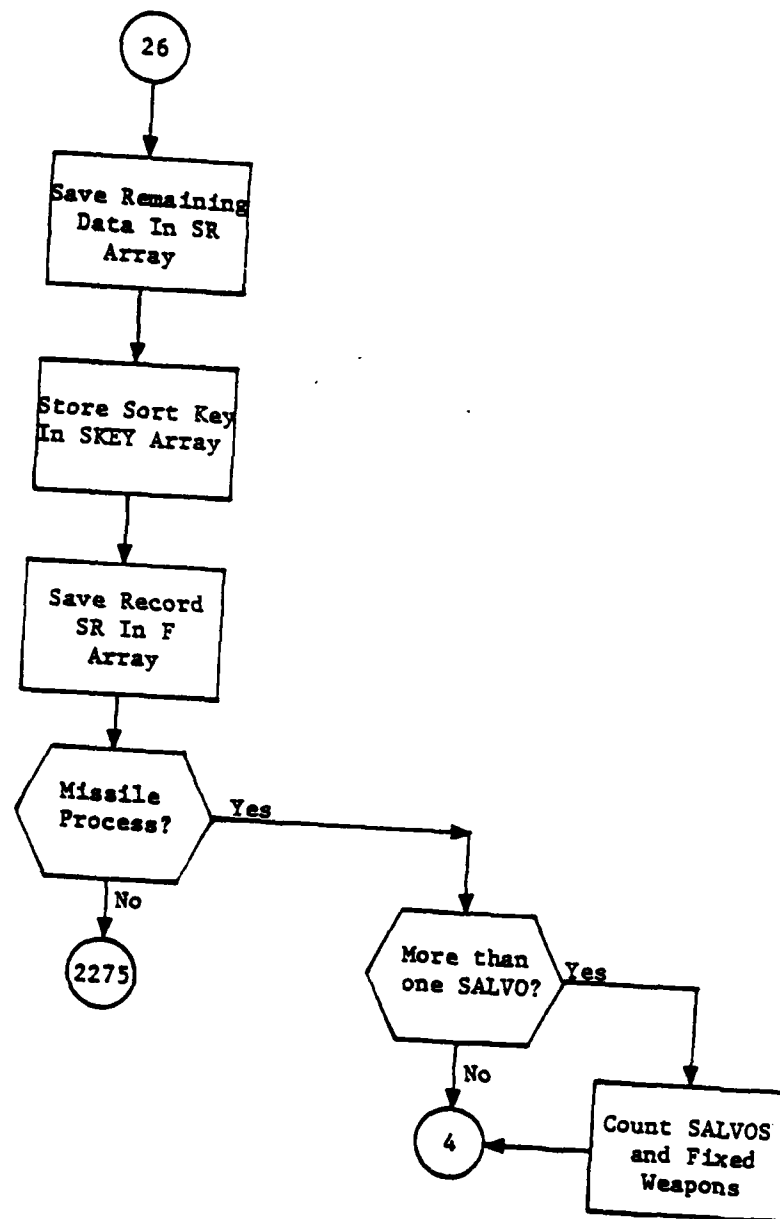 26
Save Remaining
Data In SR
Array
Store Sort Key
In SKEY Array
Save Record
SR In F
Array
Missile
Process?
Yes
No
2275
More than
one SALVO?
Yes
No
4
Count SALVOS
and Fixed
Weapons